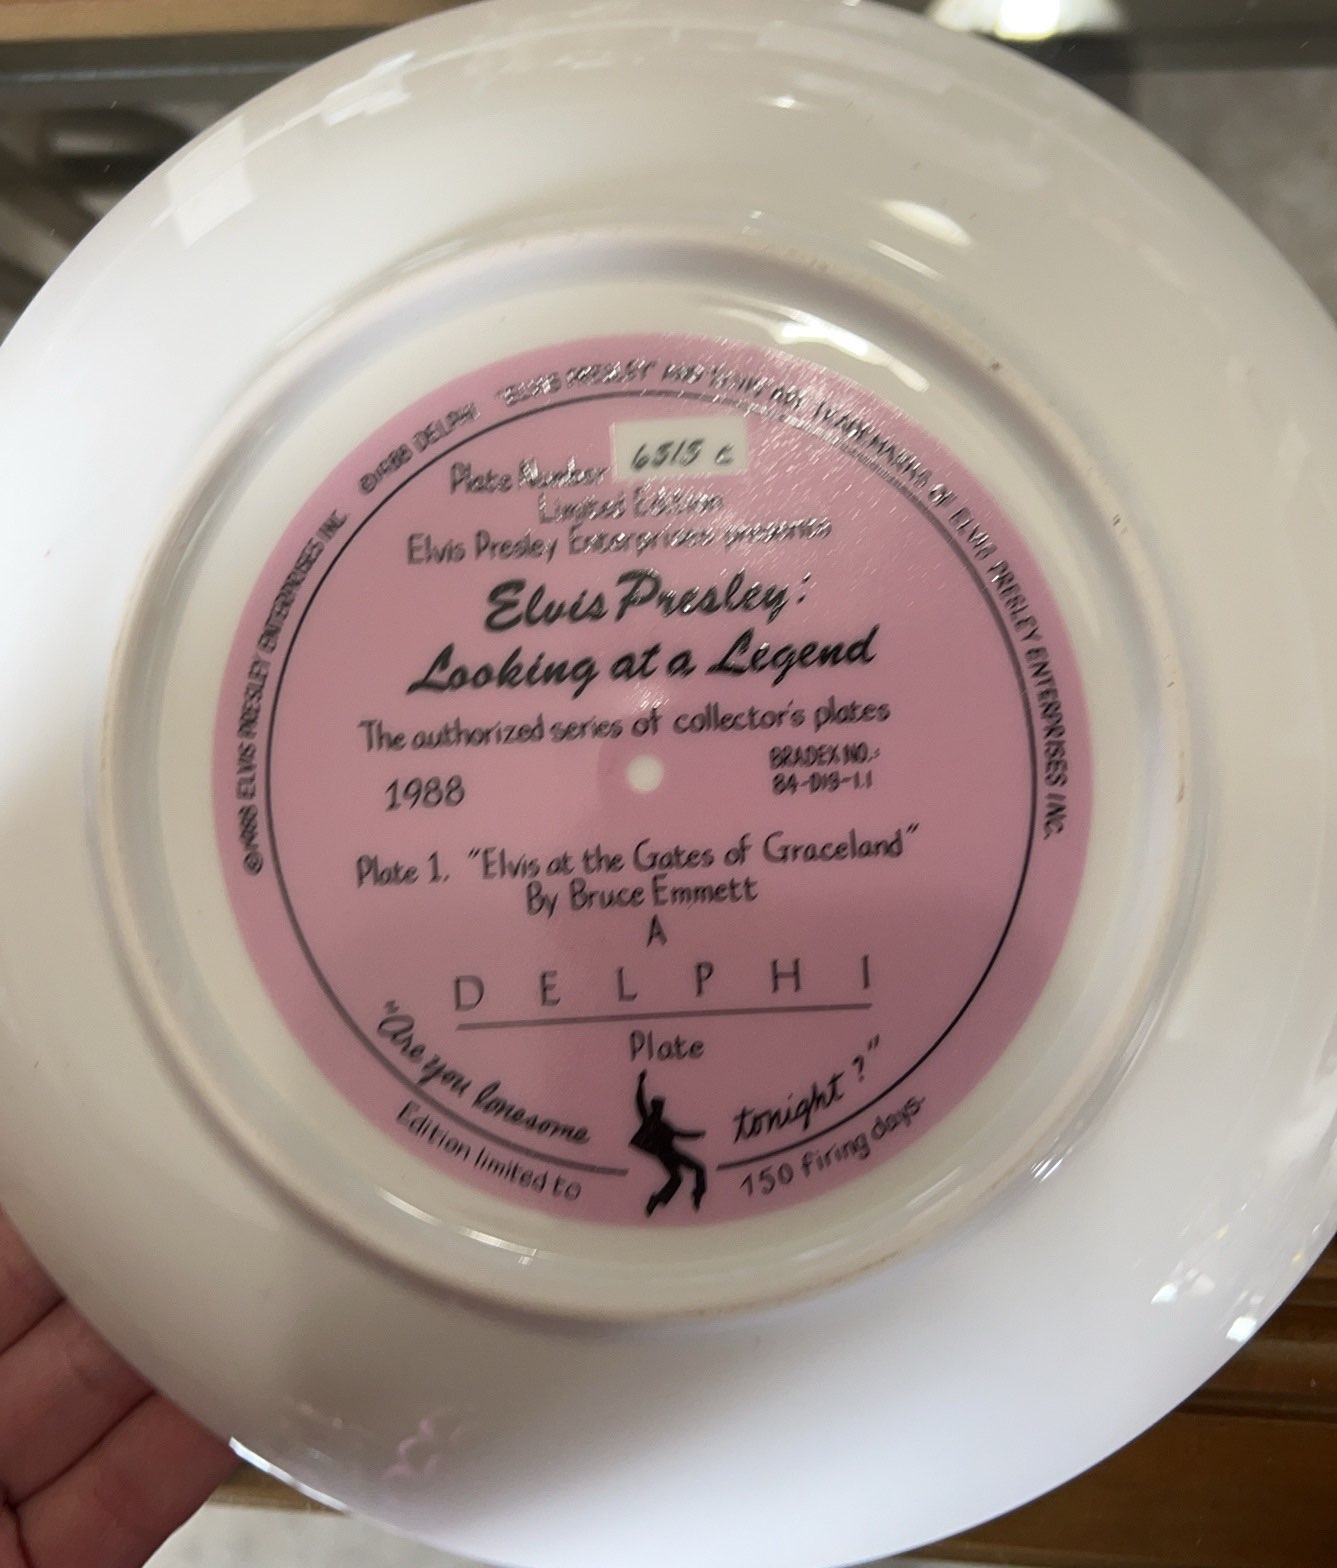 ©1988 ELVIS PRESLEY ENTERPRISES INC.
©1988 DELPHI
"ELVIS PRESLEY" AND ELVIS ARE TRADEMARKS OF ELVIS PRESLEY ENTERPRISES INC.
Plate Number 6515 c
Limited Edition
Elvis Presley Enterprises presents
Elvis Presley:
Looking at a Legend
The authorized series of collector's plates
1988
BRADEX NO.:
84-D19-1.1
Plate 1. "Elvis at the Gates of Graceland"
By Bruce Emmett
A
DELPHI
Plate
"Are you lonesome tonight?"
Edition limited to 150 firing days.